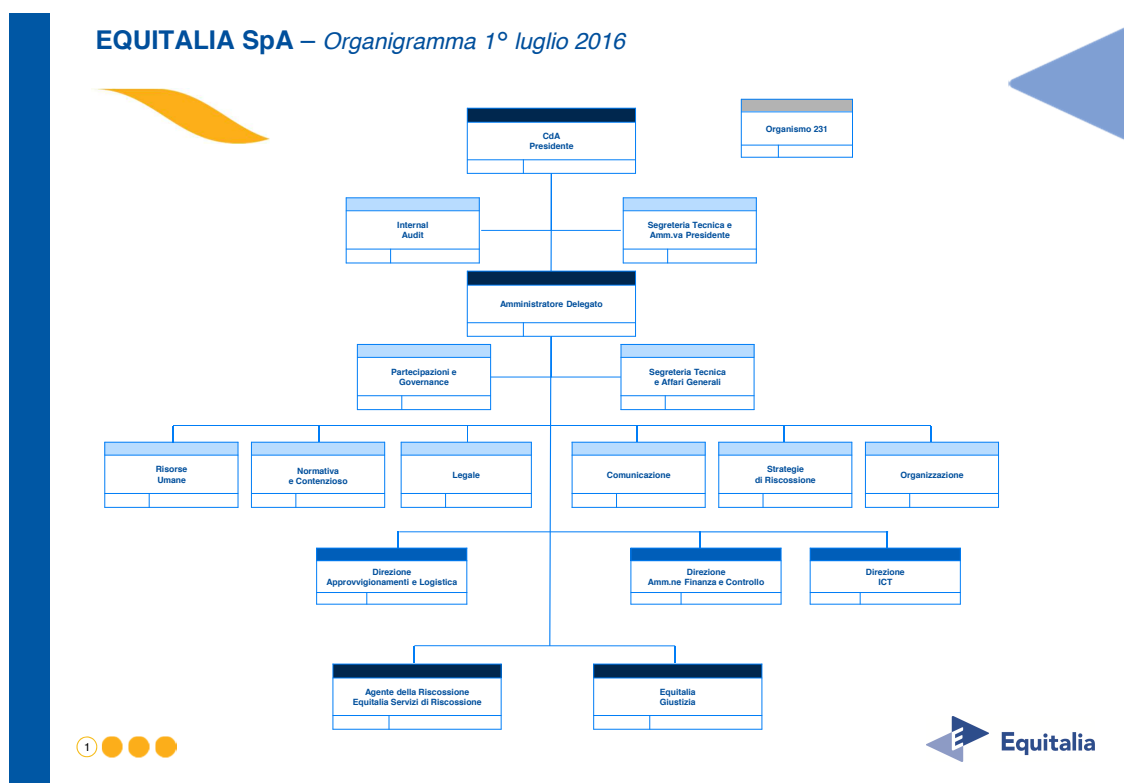 EQUITALIA SpA – Organigramma 1° luglio 2016
CdA
Presidente
Organismo 231
Internal
Audit
Segreteria Tecnica e
Amm.va Presidente
Amministratore Delegato
Partecipazioni e
Governance
Segreteria Tecnica
e Affari Generali
Risorse
Umane
Normativa
e Contenzioso
Legale
Comunicazione
Strategie
di Riscossione
Organizzazione
Direzione
Approvvigionamenti e Logistica
Direzione
Amm.ne Finanza e Controllo
Direzione
ICT
Agente della Riscossione
Equitalia Servizi di Riscossione
Equitalia
Giustizia
1
E
Equitalia